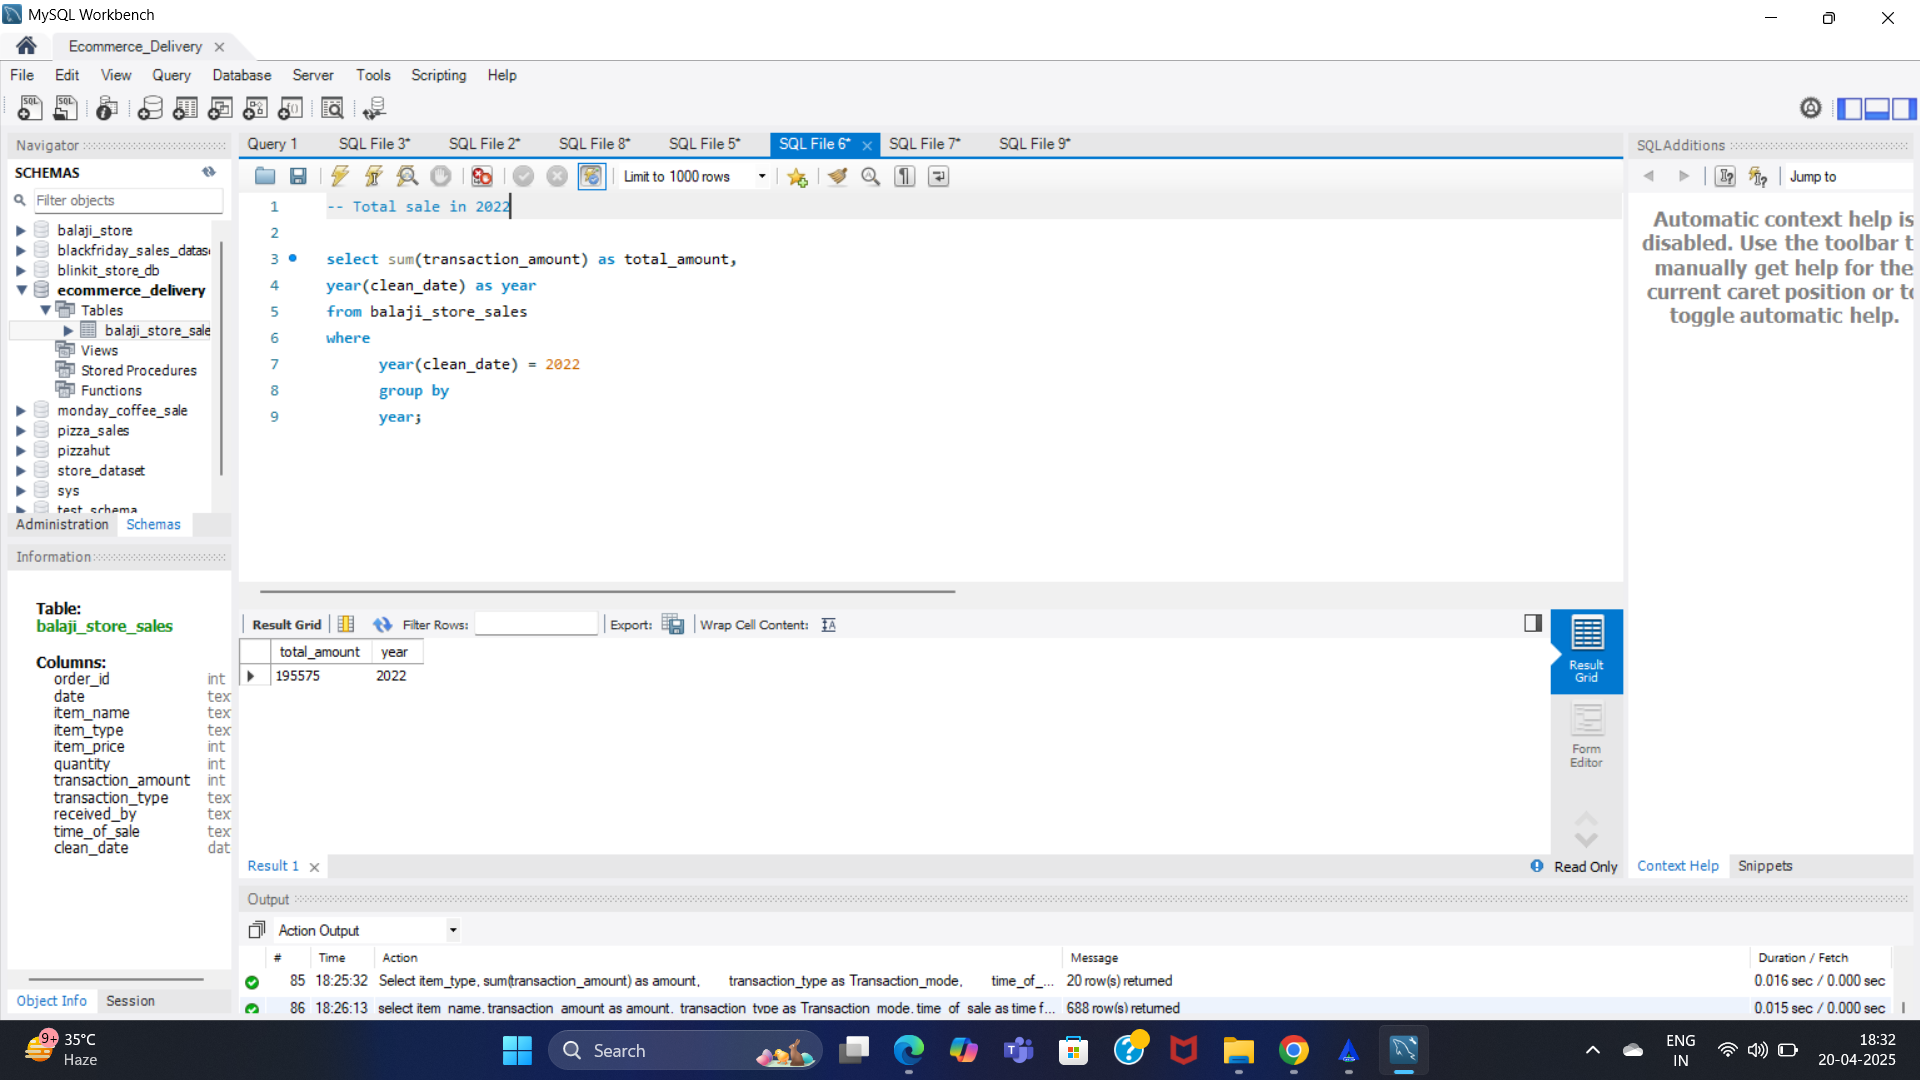 MySQL Workbench
Ecommerce_Delivery
File Edit View Query Database Server Tools Scripting Help
Navigator
SCHEMAS
Filter objects
balaji_store
blackfriday_sales_datas
blinkit_store_db
ecommerce_delivery
Tables
balaji_store_sale
Views
Stored Procedures
Functions
monday_coffee_sale
pizza_sales
pizzahut
store_dataset
sys
test_schema
Administration Schemas
Information
Table:
balaji_store_sales
Columns:
order_id int
date tex
item_name tex
item_type tex
item_price int
quantity int
transaction_amount int
transaction_type tex
received_by tex
time_of_sale tex
clean_date dat
Object Info Session
Query 1 SQL File 3* SQL File 2* SQL File 8* SQL File 5* SQL File 6* SQL File 7* SQL File 9*
Limit to 1000 rows
1 -- Total sale in 2022
2
3 select sum(transaction_amount) as total_amount,
4 year(clean_date) as year
5 from balaji_store_sales
6 where
7 year(clean_date) = 2022
8 group by
9 year;
Result Grid Filter Rows: Export: Wrap Cell Content:
total_amount year
195575 2022
Result Grid
Form Editor
Result 1
Read Only
SQLAdditions
Jump to
Automatic context help is
disabled. Use the toolbar t
manually get help for the
current caret position or to
toggle automatic help.
Context Help Snippets
Output
Action Output
# Time Action Message Duration / Fetch
85 18:25:32 Select item_type, sum(transaction_amount) as amount, transaction_type as Transaction_mode, time_of_... 20 row(s) returned 0.016 sec / 0.000 sec
86 18:26:13 select item_name, transaction_amount as amount, transaction_type as Transaction_mode, time_of_sale as time f... 688 row(s) returned 0.015 sec / 0.000 sec
9+
35°C
Haze
Search
ENG
IN
18:32
20-04-2025